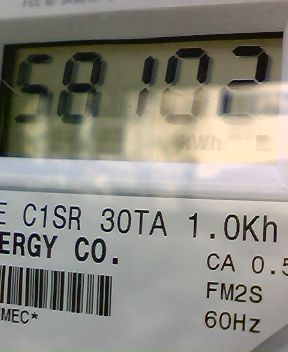 58102
kWh
E C1SR 30TA 1.0Kh
ERGY CO.
CA 0.5
FM2S
MEC*
60Hz